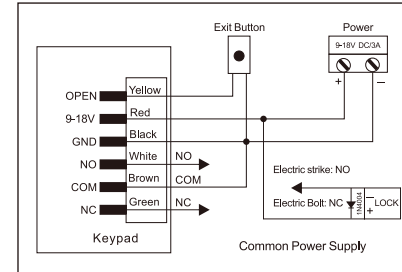 Exit Button
Power
9-18V DC/3A
+ −
OPEN Yellow
9-18V Red
GND Black
NO White NO
COM Brown COM
NC Green NC
Keypad
Electric strike: NO
Electric Bolt: NC
1N4004
−
+
LOCK
Common Power Supply